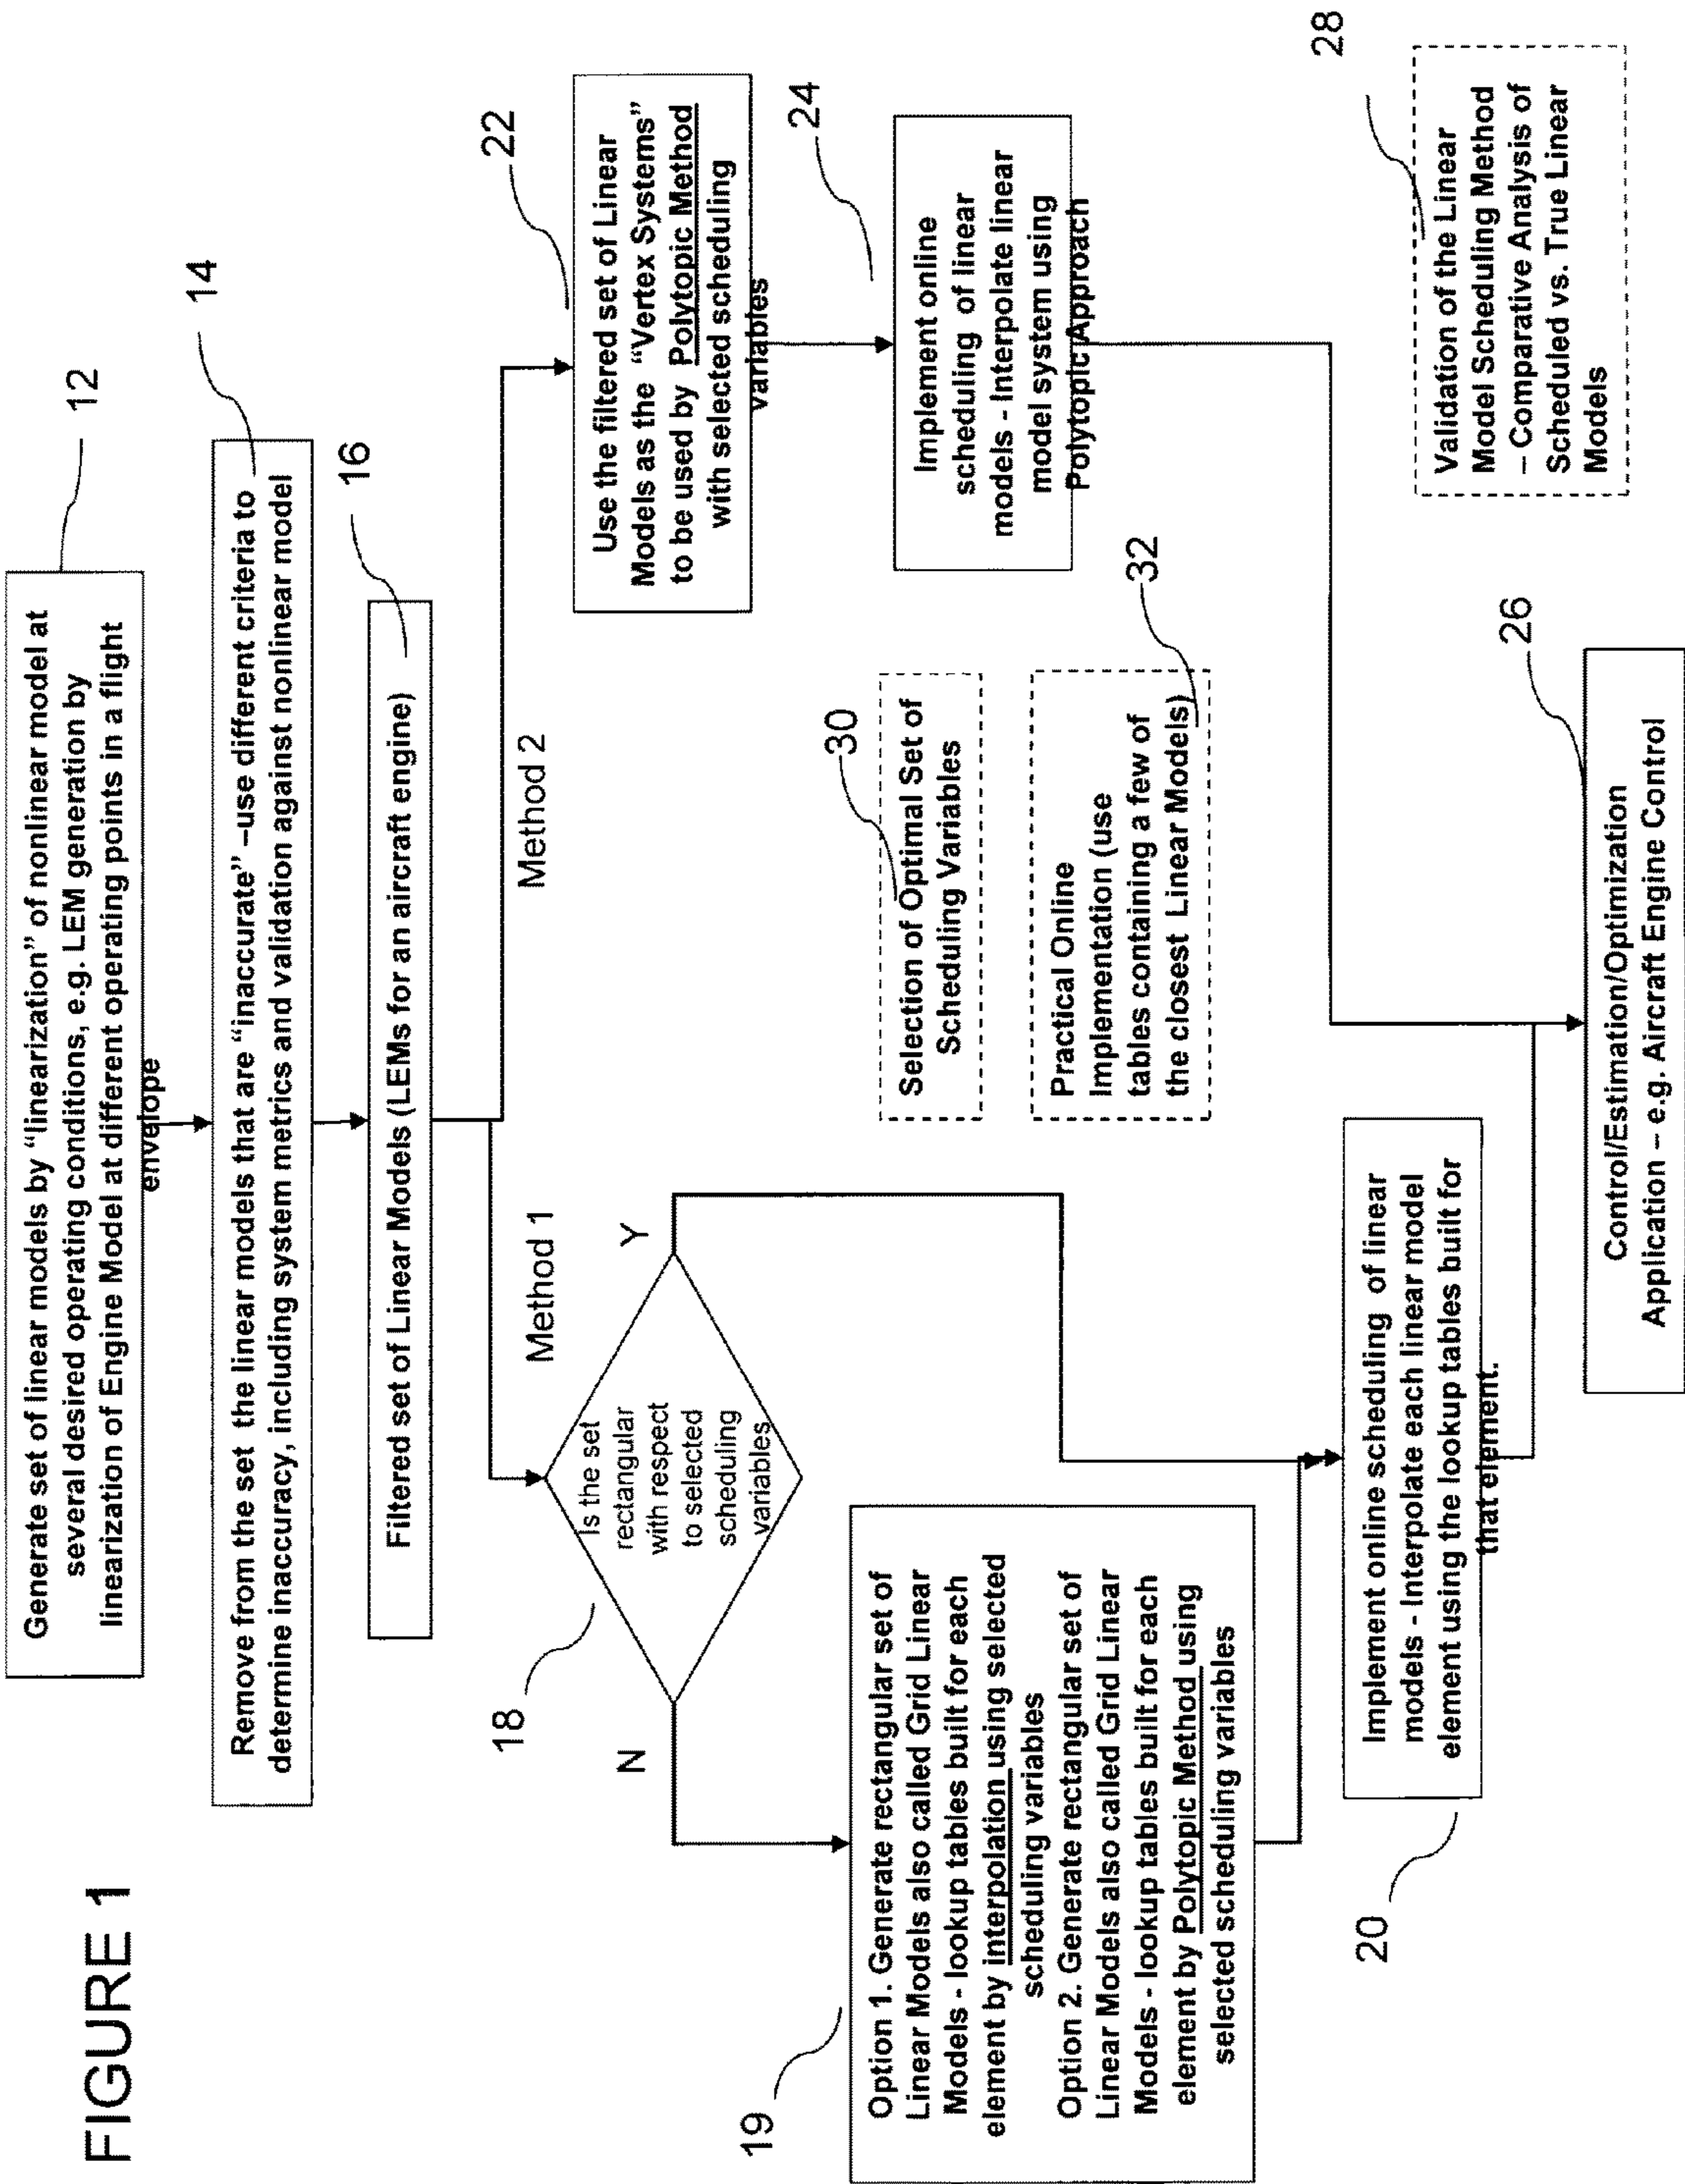 FIGURE 1
Generate set of linear models by “linearization” of nonlinear model at
several desired operating conditions, e.g. LEM generation by
linearization of Engine Model at different operating points in a flight
envelope
12
Remove from the set the linear models that are “inaccurate” –use different criteria to
determine inaccuracy, including system metrics and validation against nonlinear model
14
Filtered set of Linear Models (LEMs for an aircraft engine)
16
Method 1
Method 2
18
Is the set
rectangular
with respect
to selected
scheduling
variables
N
Y
19
Option 1. Generate rectangular set of
Linear Models also called Grid Linear
Models - lookup tables built for each
element by interpolation using selected
scheduling variables
Option 2. Generate rectangular set of
Linear Models also called Grid Linear
Models - lookup tables built for each
element by Polytopic Method using
selected scheduling variables
20
Implement online scheduling of linear
models - Interpolate each linear model
element using the lookup tables built for
that element.
22
Use the filtered set of Linear
Models as the “Vertex Systems”
to be used by Polytopic Method
with selected scheduling
variables
24
Implement online
scheduling of linear
models - Interpolate linear
model system using
Polytopic Approach
30
Selection of Optimal Set of
Scheduling Variables
32
Practical Online
Implementation (use
tables containing a few of
the closest Linear Models)
28
Validation of the Linear
Model Scheduling Method
– Comparative Analysis of
Scheduled vs. True Linear
Models
26
Control/Estimation/Optimization
Application – e.g. Aircraft Engine Control